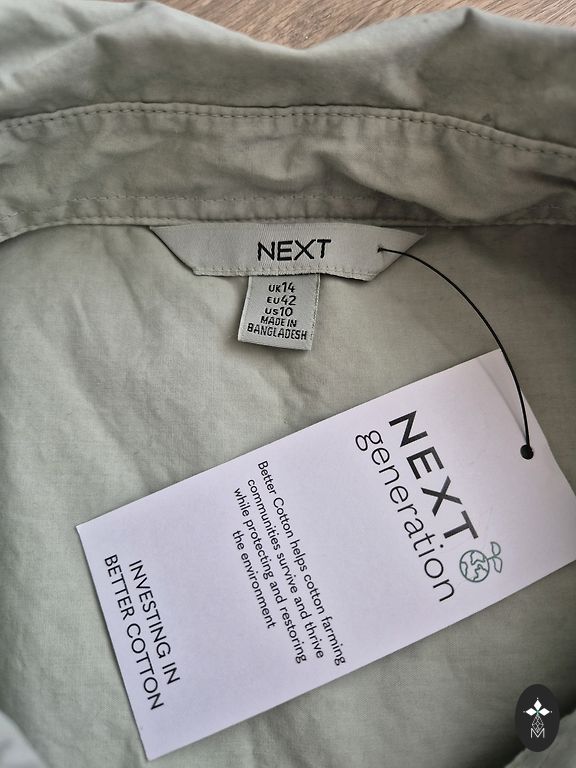 NEXT
UK14
EU42
US10
MADE IN
BANGLADESH
NEXT
generation
Better Cotton helps cotton farming
communities survive and thrive
while protecting and restoring
the environment
INVESTING IN
BETTER COTTON
M